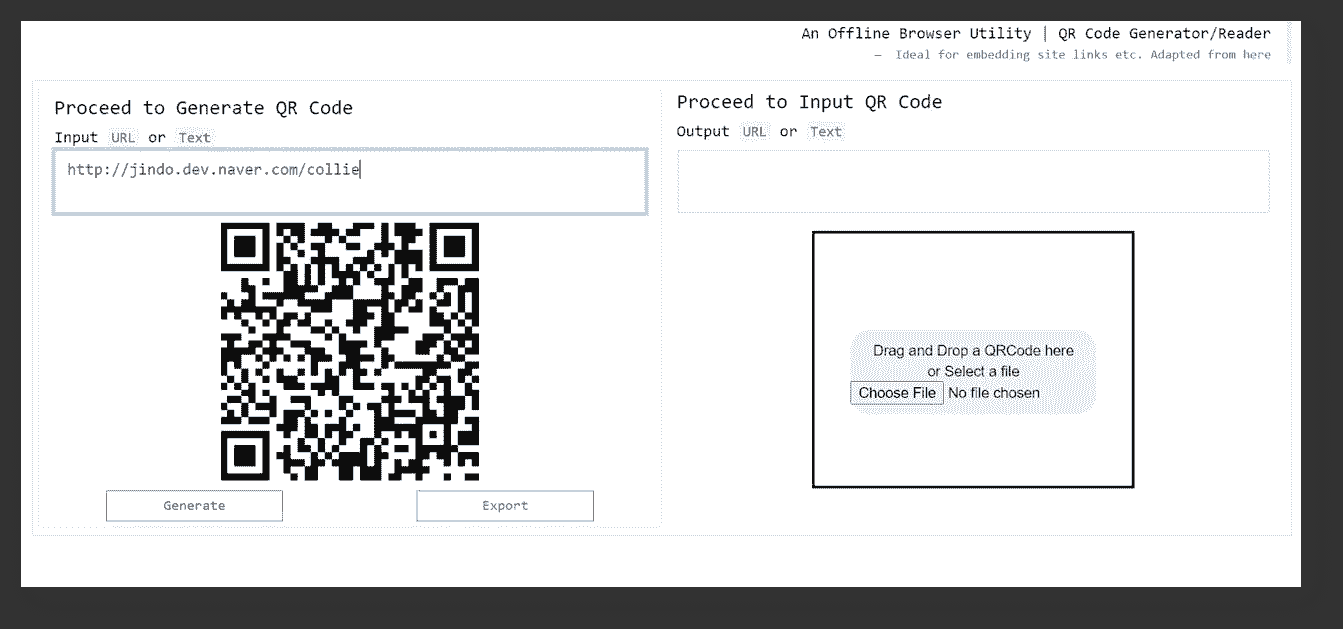 An Offline Browser Utility | QR Code Generator/Reader
— Ideal for embedding site links etc. Adapted from here
Proceed to Generate QR Code
Input URL or Text
http://jindo.dev.naver.com/collie
Generate
Export
Proceed to Input QR Code
Output URL or Text
Drag and Drop a QRCode here
or Select a file
Choose File No file chosen